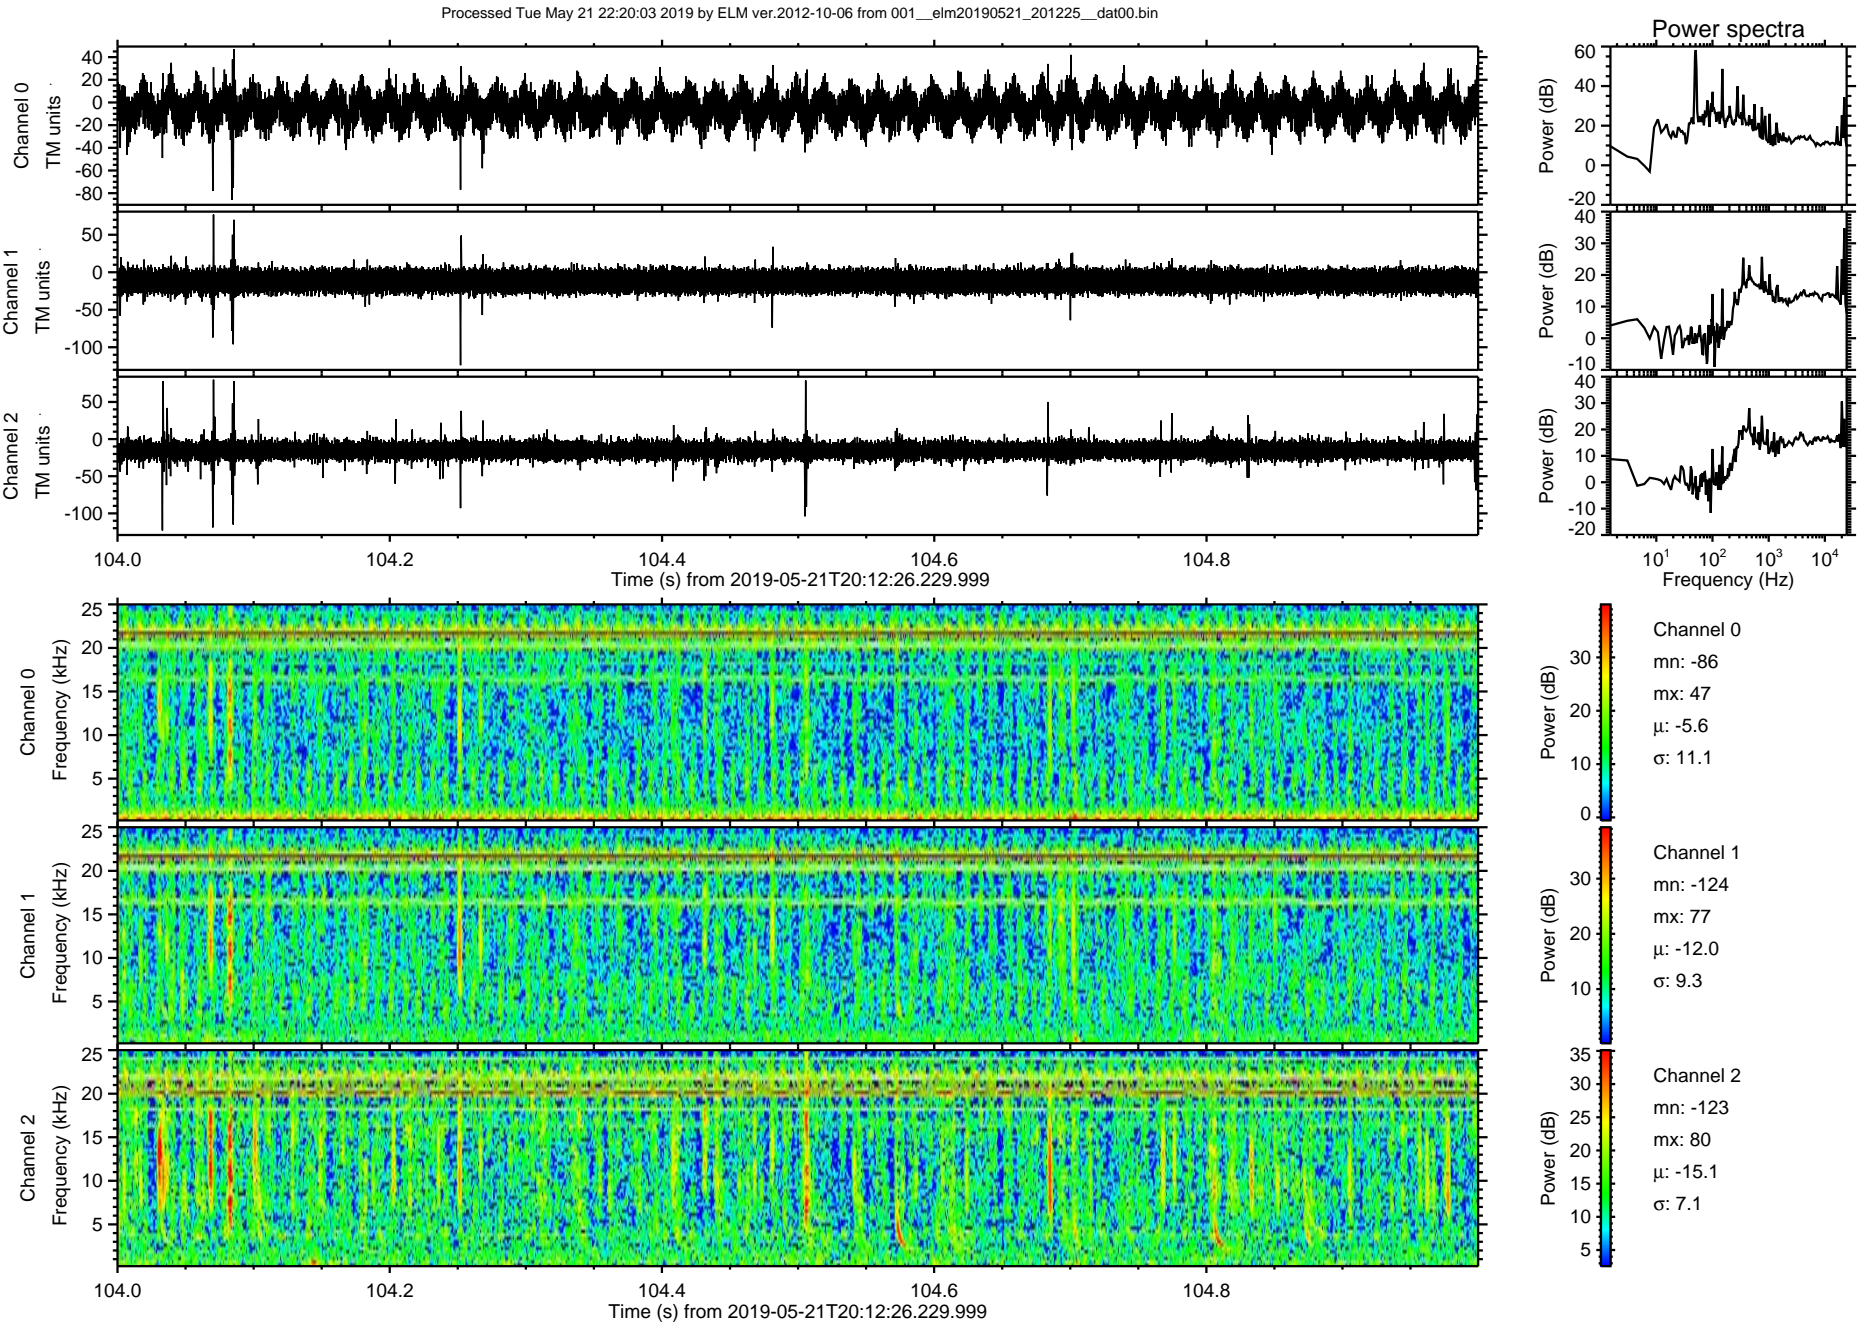 Processed Tue May 21 22:20:03 2019 by ELM ver.2012-10-06 from 001__elm20190521_201225__dat00.bin
Power spectra
Channel 0
TM units
40
20
0
-20
-40
-60
-80
Power (dB)
60
40
20
0
-20
Channel 1
TM units
50
0
-50
-100
Power (dB)
40
30
20
10
0
-10
Channel 2
TM units
50
0
-50
-100
Power (dB)
40
30
20
10
0
-10
-20
104.0 104.2 104.4 104.6 104.8
Time (s) from 2019-05-21T20:12:26.229.999
10^1 10^2 10^3 10^4
Frequency (Hz)
Channel 0
Frequency (kHz)
25
20
15
10
5
Power (dB)
30
20
10
0
Channel 0
mn: -86
mx: 47
μ: -5.6
σ: 11.1
Channel 1
Frequency (kHz)
25
20
15
10
5
Power (dB)
30
20
10
Channel 1
mn: -124
mx: 77
μ: -12.0
σ: 9.3
Channel 2
Frequency (kHz)
25
20
15
10
5
Power (dB)
35
30
25
20
15
10
5
Channel 2
mn: -123
mx: 80
μ: -15.1
σ: 7.1
104.0 104.2 104.4 104.6 104.8
Time (s) from 2019-05-21T20:12:26.229.999